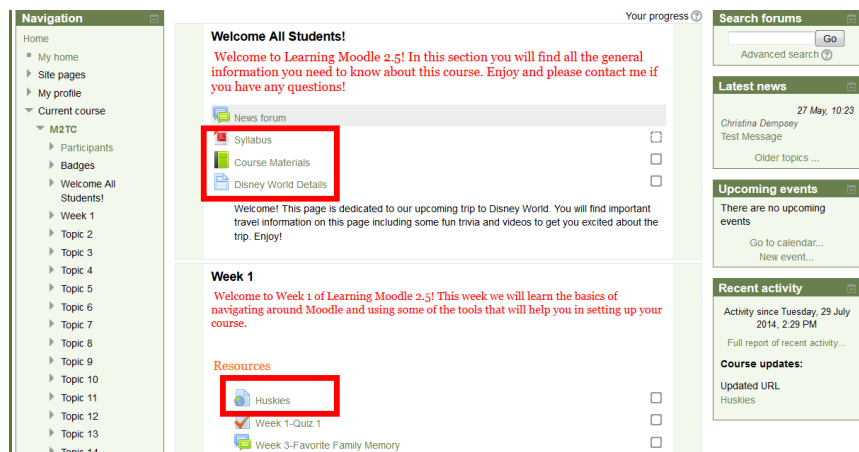 Navigation
Home
My home
Site pages
My profile
Current course
M2TC
Participants
Badges
Welcome All
Students!
Week 1
Topic 2
Topic 3
Topic 4
Topic 5
Topic 6
Topic 7
Topic 8
Topic 9
Topic 10
Topic 11
Topic 12
Topic 13
Topic 14
Your progress
Welcome All Students!
Welcome to Learning Moodle 2.5! In this section you will find all the general
information you need to know about this course. Enjoy and please contact me if
you have any questions!
News forum
Syllabus
Course Materials
Disney World Details
Welcome! This page is dedicated to our upcoming trip to Disney World. You will find important
travel information on this page including some fun trivia and videos to get you excited about the
trip. Enjoy!
Week 1
Welcome to Week 1 of Learning Moodle 2.5! This week we will learn the basics of
navigating around Moodle and using some of the tools that will help you in setting up your
course.
Resources
Huskies
Week 1-Quiz 1
Week 3-Favorite Family Memory
Search forums
Go
Advanced search
Latest news
27 May, 10:23
Christina Dempsey
Test Message
Older topics ...
Upcoming events
There are no upcoming
events
Go to calendar...
New event...
Recent activity
Activity since Tuesday, 29 July
2014, 2:29 PM
Full report of recent activity...
Course updates:
Updated URL
Huskies